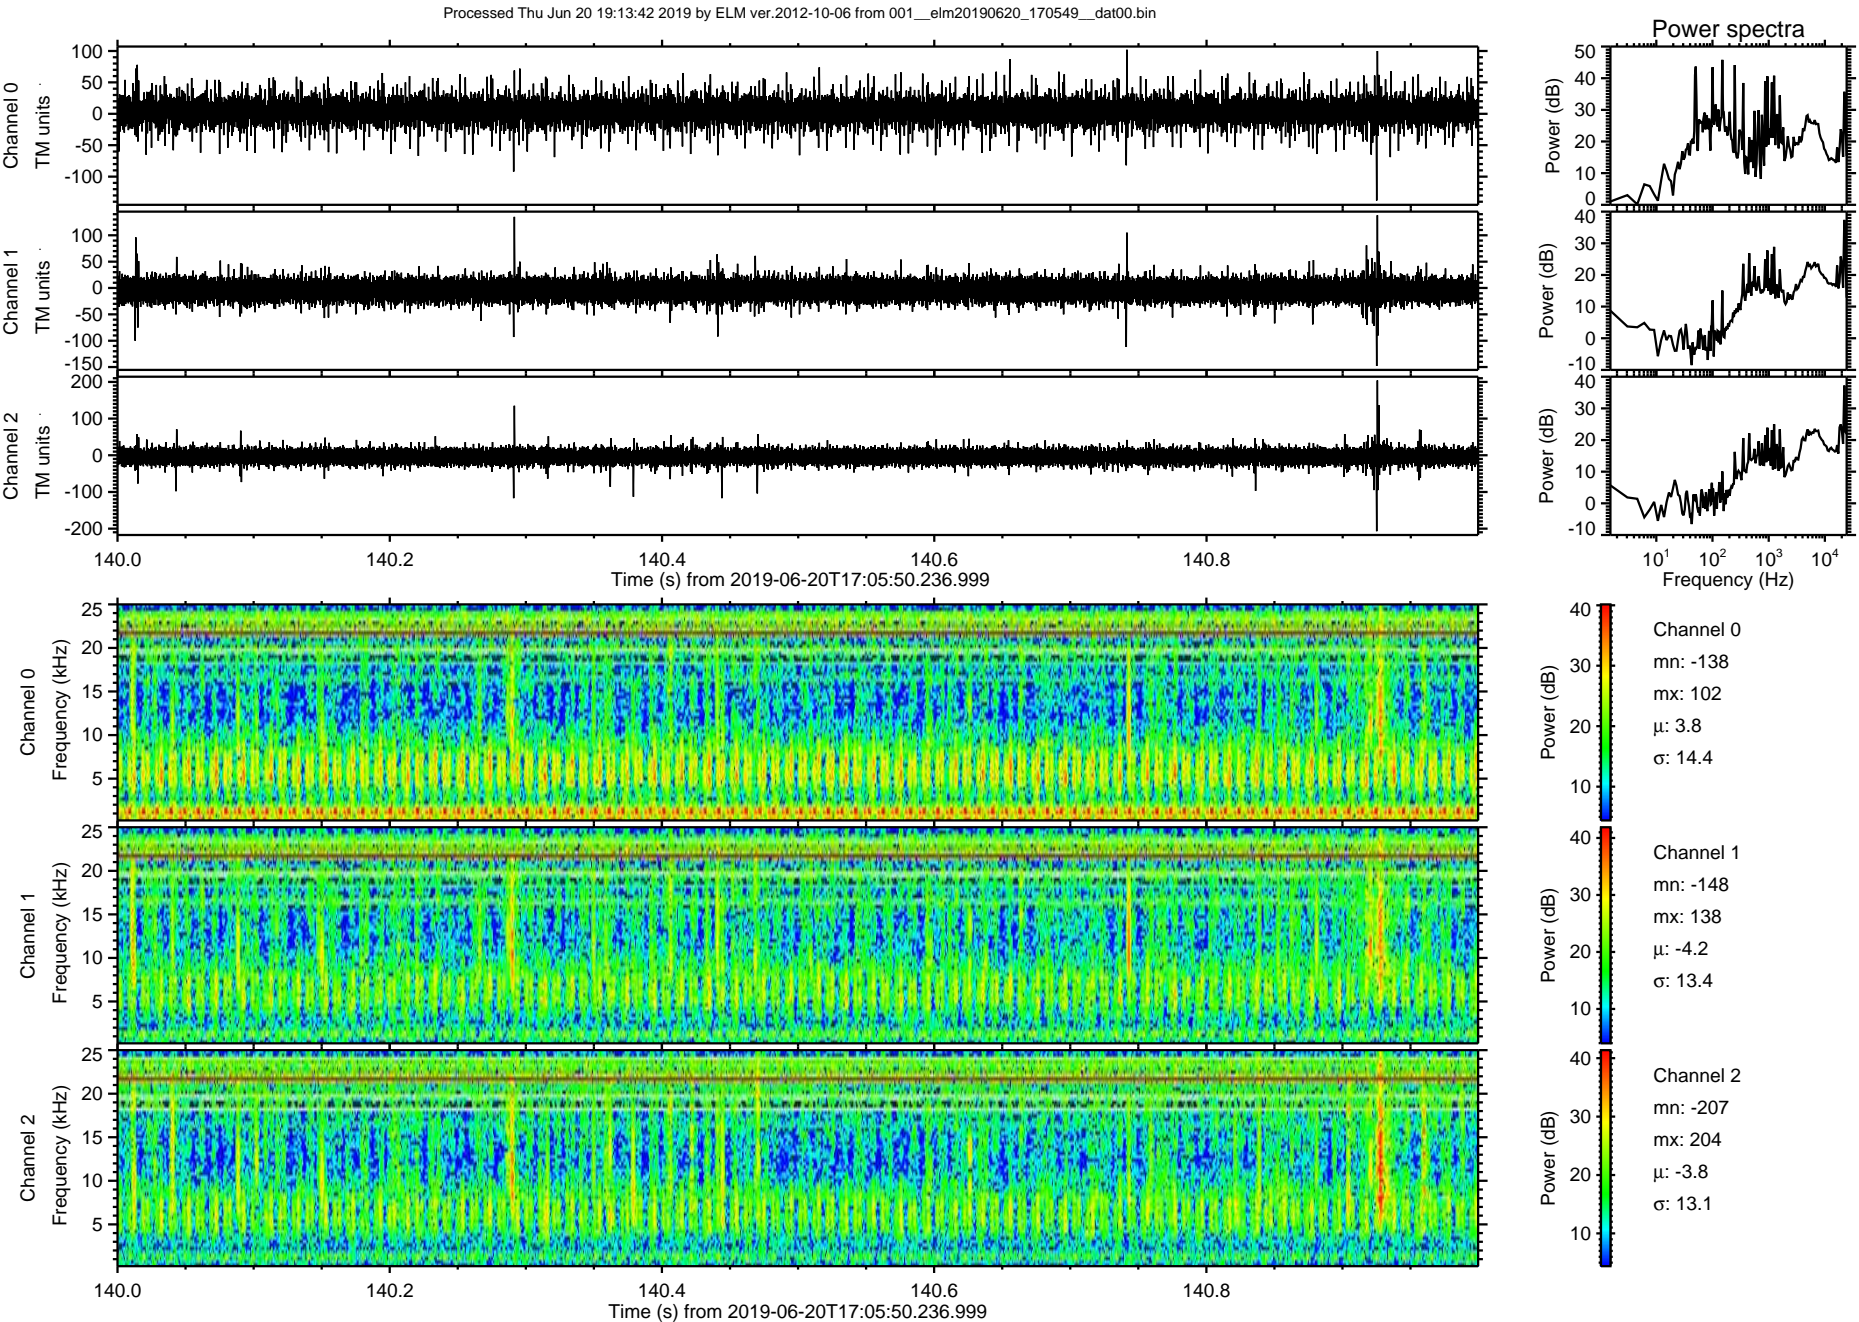 Processed Thu Jun 20 19:13:42 2019 by ELM ver.2012-10-06 from 001__elm20190620_170549__dat00.bin
Power spectra
Channel 0
TM units
100
50
0
-50
-100
Power (dB)
50
40
30
20
10
0
Channel 1
TM units
100
50
0
-50
-100
-150
Power (dB)
40
30
20
10
0
-10
Channel 2
TM units
200
100
0
-100
-200
Power (dB)
40
30
20
10
0
-10
140.0 140.2 140.4 140.6 140.8
Time (s) from 2019-06-20T17:05:50.236.999
10¹ 10² 10³ 10⁴
Frequency (Hz)
Channel 0
Frequency (kHz)
25
20
15
10
5
Power (dB)
40
30
20
10
Channel 0
mn: -138
mx: 102
μ: 3.8
σ: 14.4
Channel 1
Frequency (kHz)
25
20
15
10
5
Power (dB)
40
30
20
10
Channel 1
mn: -148
mx: 138
μ: -4.2
σ: 13.4
Channel 2
Frequency (kHz)
25
20
15
10
5
Power (dB)
40
30
20
10
Channel 2
mn: -207
mx: 204
μ: -3.8
σ: 13.1
140.0 140.2 140.4 140.6 140.8
Time (s) from 2019-06-20T17:05:50.236.999